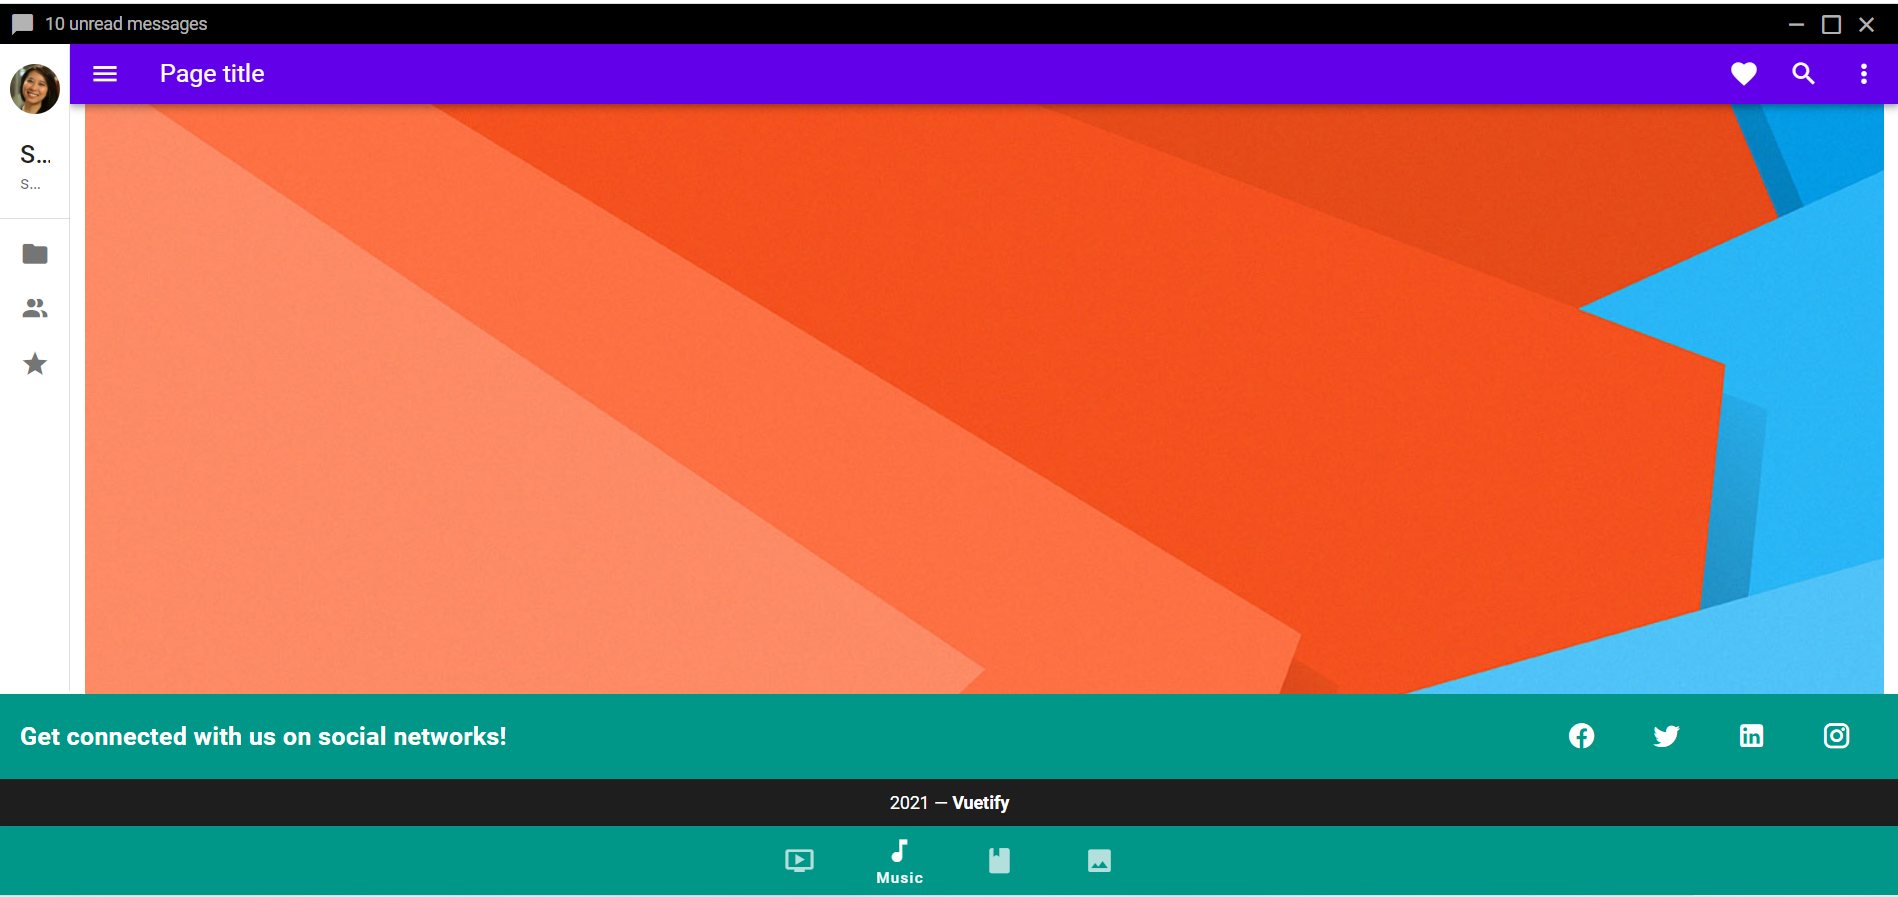 10 unread messages
Page title
S...
s...
Get connected with us on social networks!
2021 — Vuetify
Music